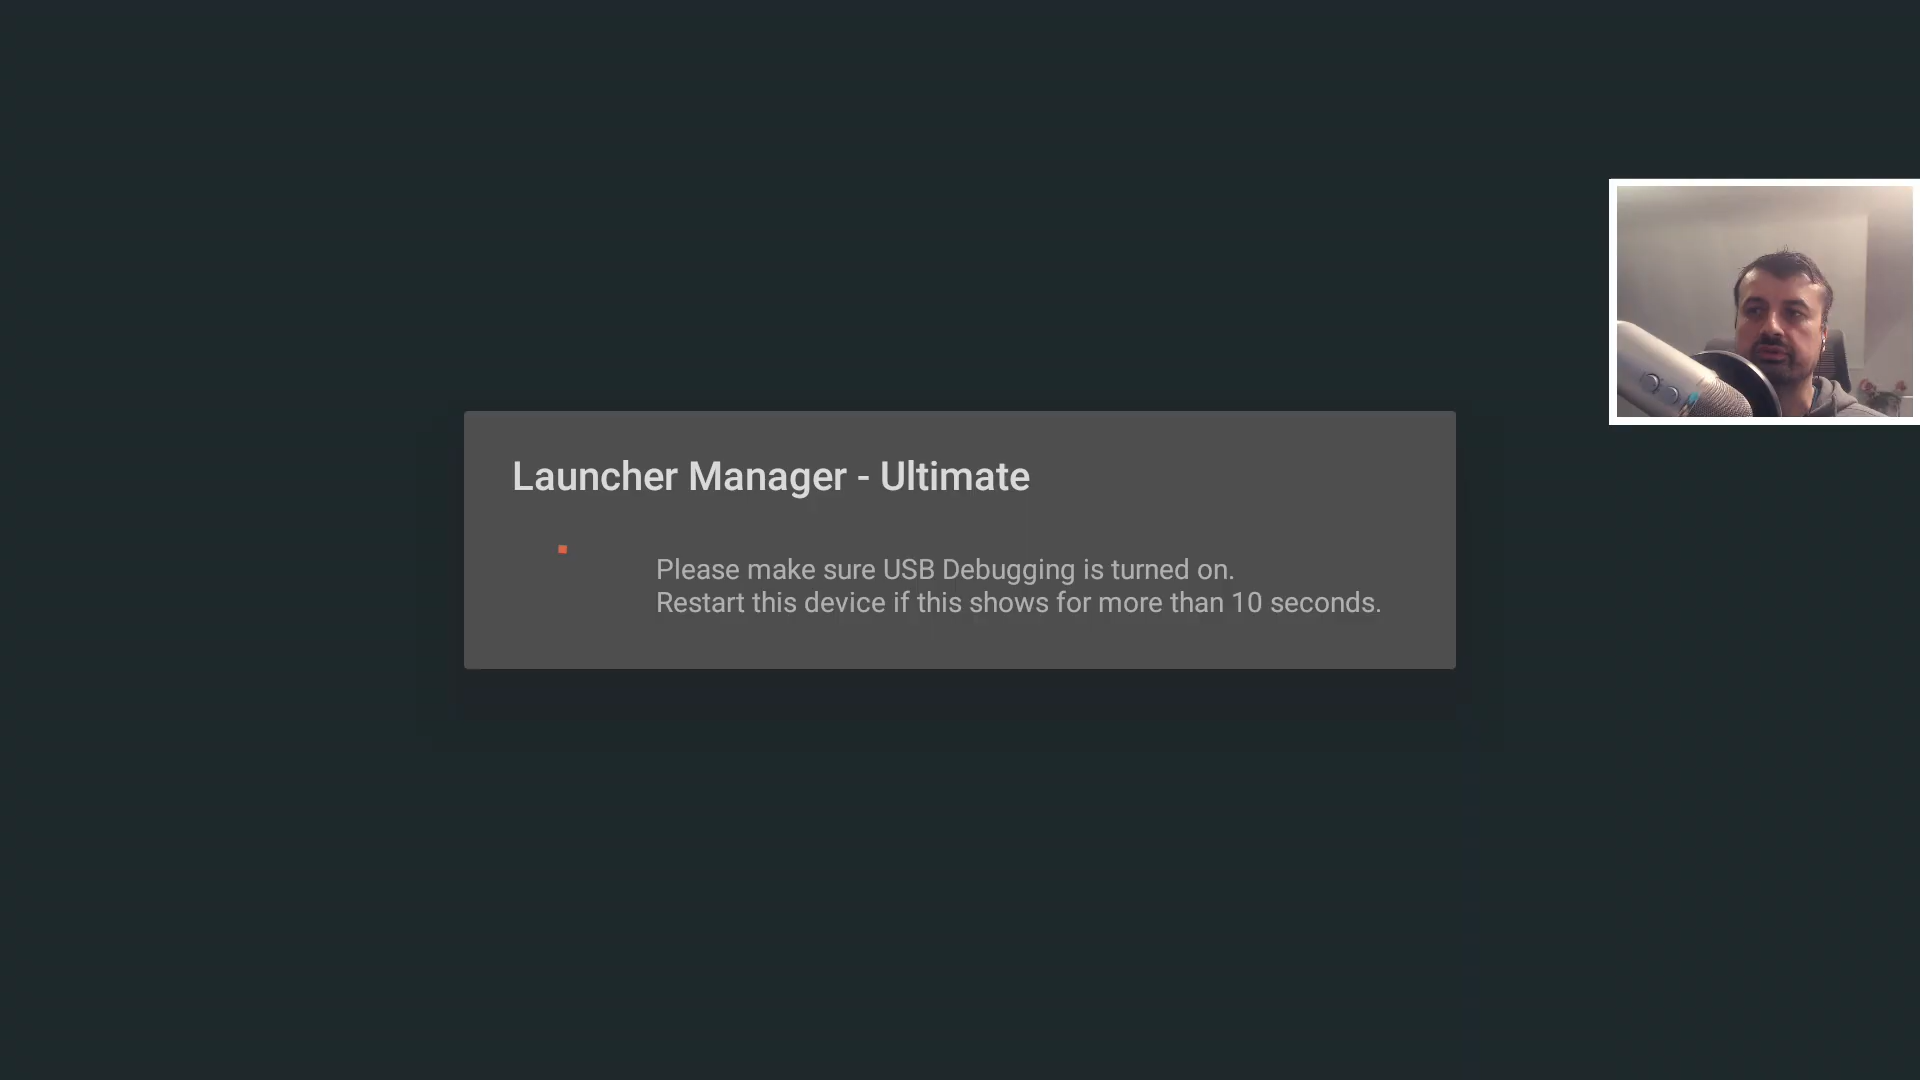 Launcher Manager - Ultimate
Please make sure USB Debugging is turned on.
Restart this device if this shows for more than 10 seconds.